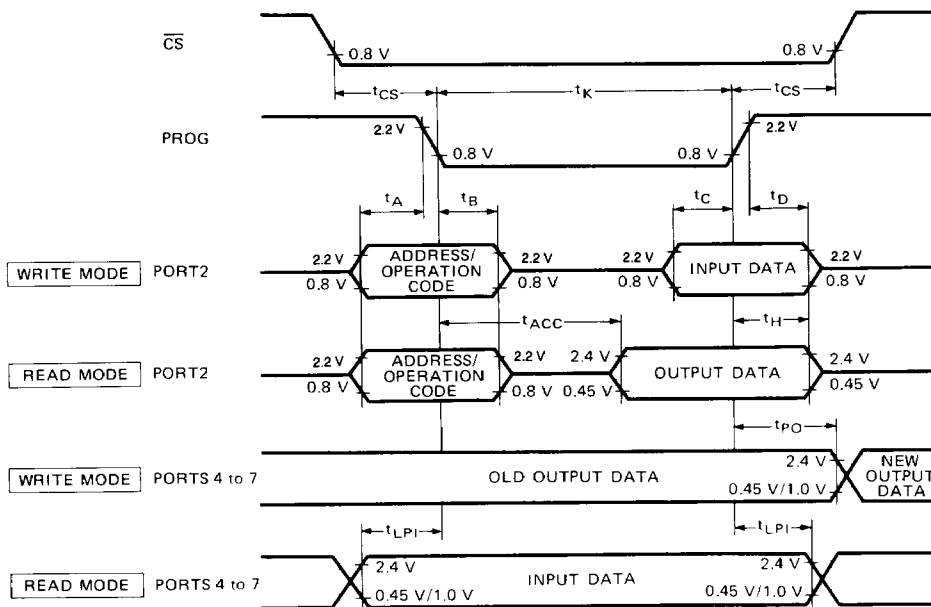 C̅S̅
0.8 V
0.8 V
tCS
tK
tCS
PROG
2.2 V
2.2 V
0.8 V
0.8 V
tA
tB
tC
tD
WRITE MODE PORT2
2.2 V
0.8 V
ADDRESS/
OPERATION
CODE
2.2 V
0.8 V
2.2 V
0.8 V
INPUT DATA
2.2 V
0.8 V
tACC
tH
READ MODE PORT2
2.2 V
0.8 V
ADDRESS/
OPERATION
CODE
2.2 V
0.8 V
2.4 V
0.45 V
OUTPUT DATA
2.4 V
0.45 V
tPO
WRITE MODE PORTS 4 to 7
OLD OUTPUT DATA
2.4 V
0.45 V/1.0 V
NEW
OUTPUT
DATA
tLPI
tLPI
READ MODE PORTS 4 to 7
2.4 V
0.45 V/1.0 V
INPUT DATA
2.4 V
0.45 V/1.0 V